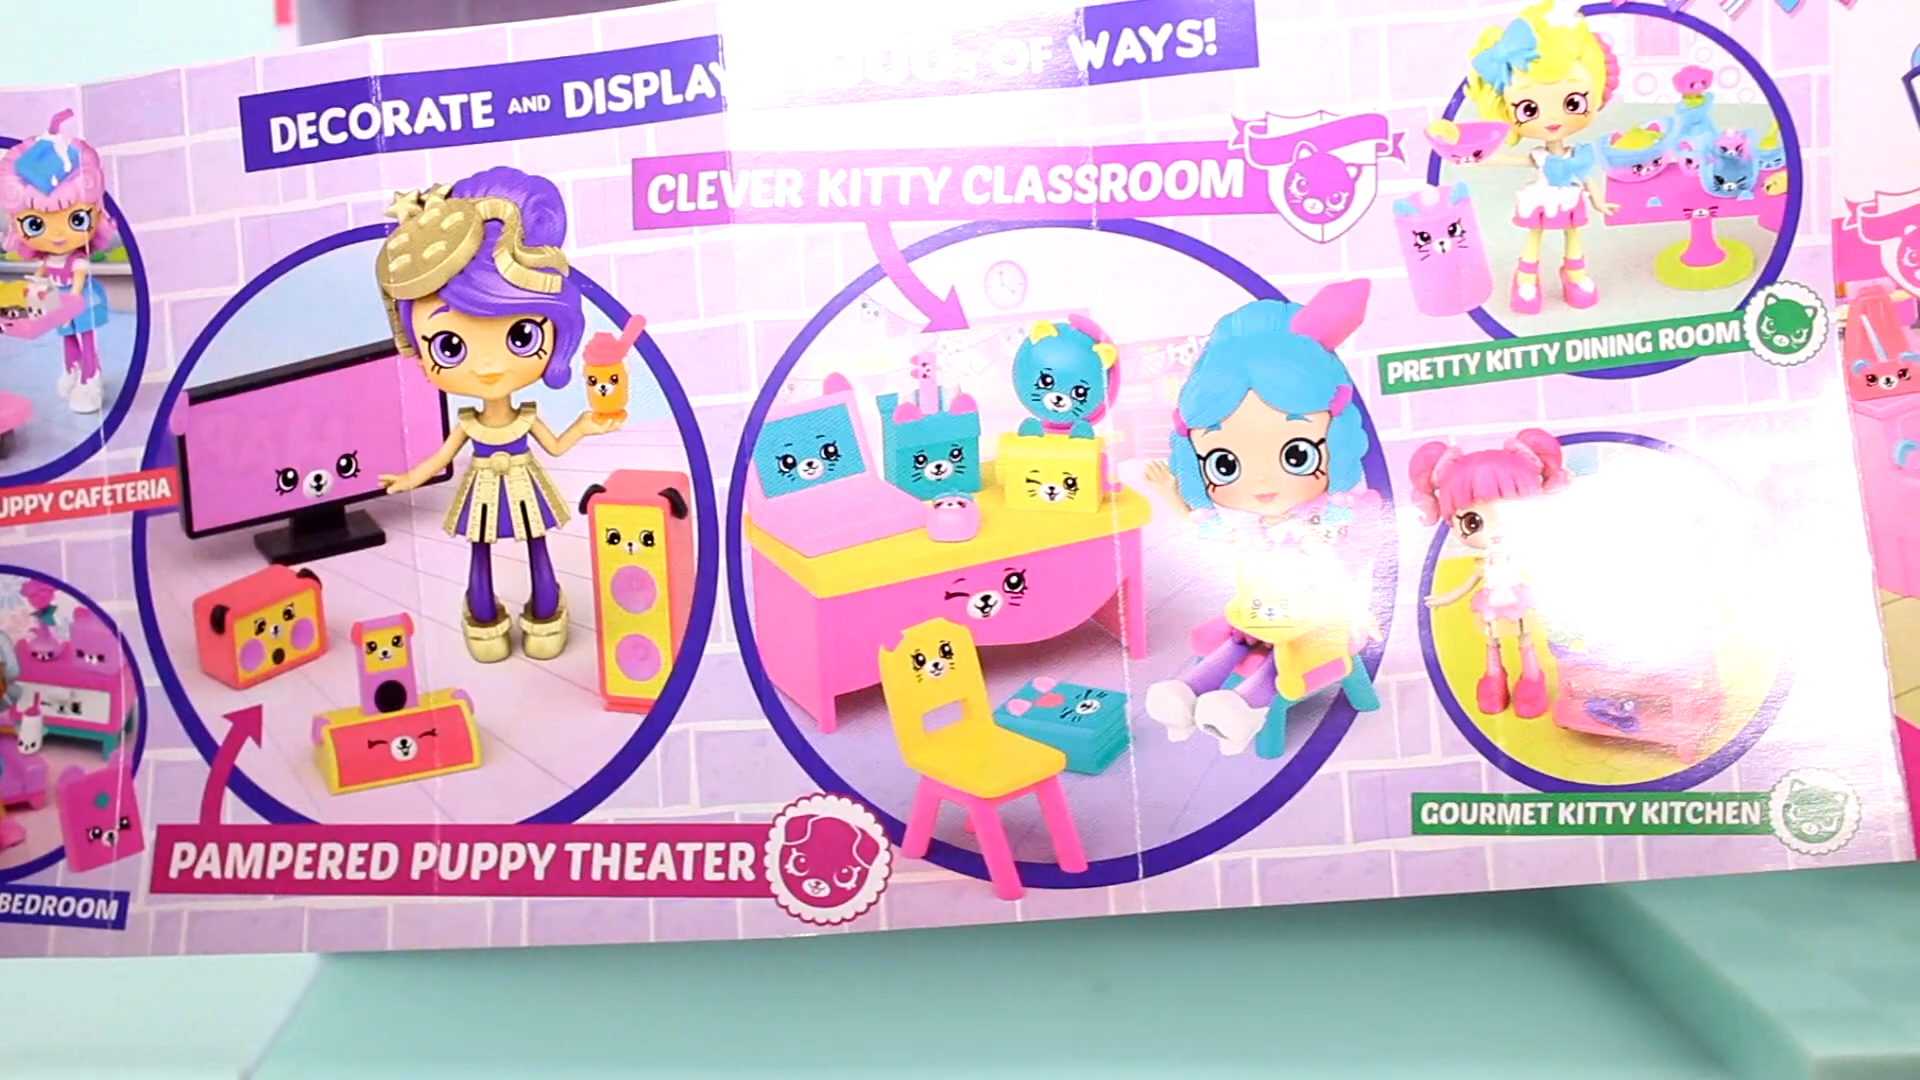 DECORATE AND DISPLAY OF WAYS!
CLEVER KITTY CLASSROOM
PRETTY KITTY DINING ROOM
CAFETERIA
GOURMET KITTY KITCHEN
PAMPERED PUPPY THEATER
BEDROOM